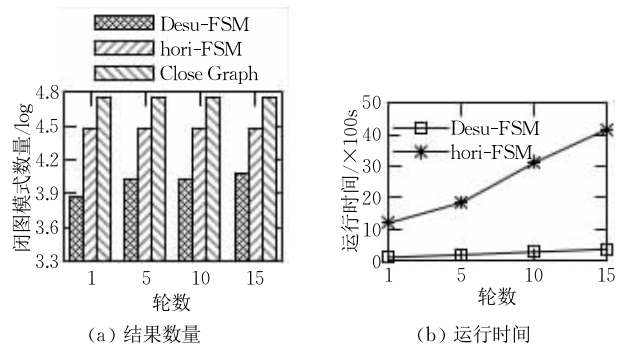 Desu-FSM
hori-FSM
Close Graph
闭图模式数量/log
4.8
4.5
4.2
3.9
3.6
3.3
1 5 10 15
轮数
(a) 结果数量
运行时间/×100s
50
40
30
20
10
0
Desu-FSM
hori-FSM
1 5 10 15
轮数
(b) 运行时间